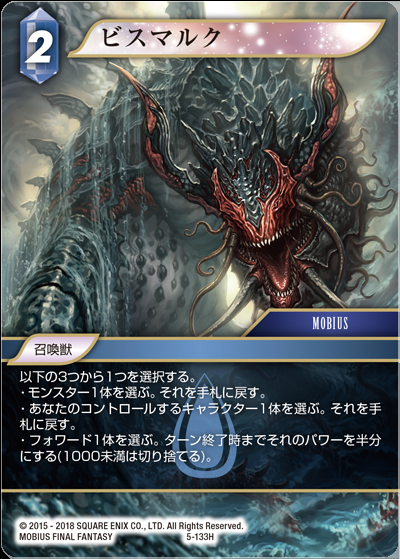 2
ビスマルク
MOBIUS
召喚獣
以下の3つから1つを選択する。
・モンスター1体を選ぶ。それを手札に戻す。
・あなたのコントロールするキャラクター1体を選ぶ。それを手
札に戻す。
・フォワード1体を選ぶ。ターン終了時までそれのパワーを半分
にする(1000未満は切り捨てる)。
© 2015 - 2018 SQUARE ENIX CO., LTD. All Rights Reserved.
MOBIUS FINAL FANTASY 5-133H